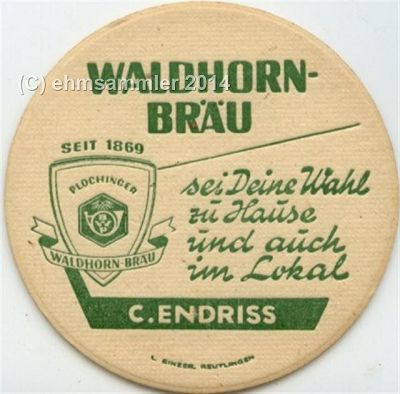 (C) ehmsammler 2014
WALDHORN-
BRÄU
SEIT 1869
PLOCHINGER
WALDHORN-BRÄU
sei Deine Wahl
zu Hause
und auch
im Lokal
C. ENDRISS
REUTLINGEN